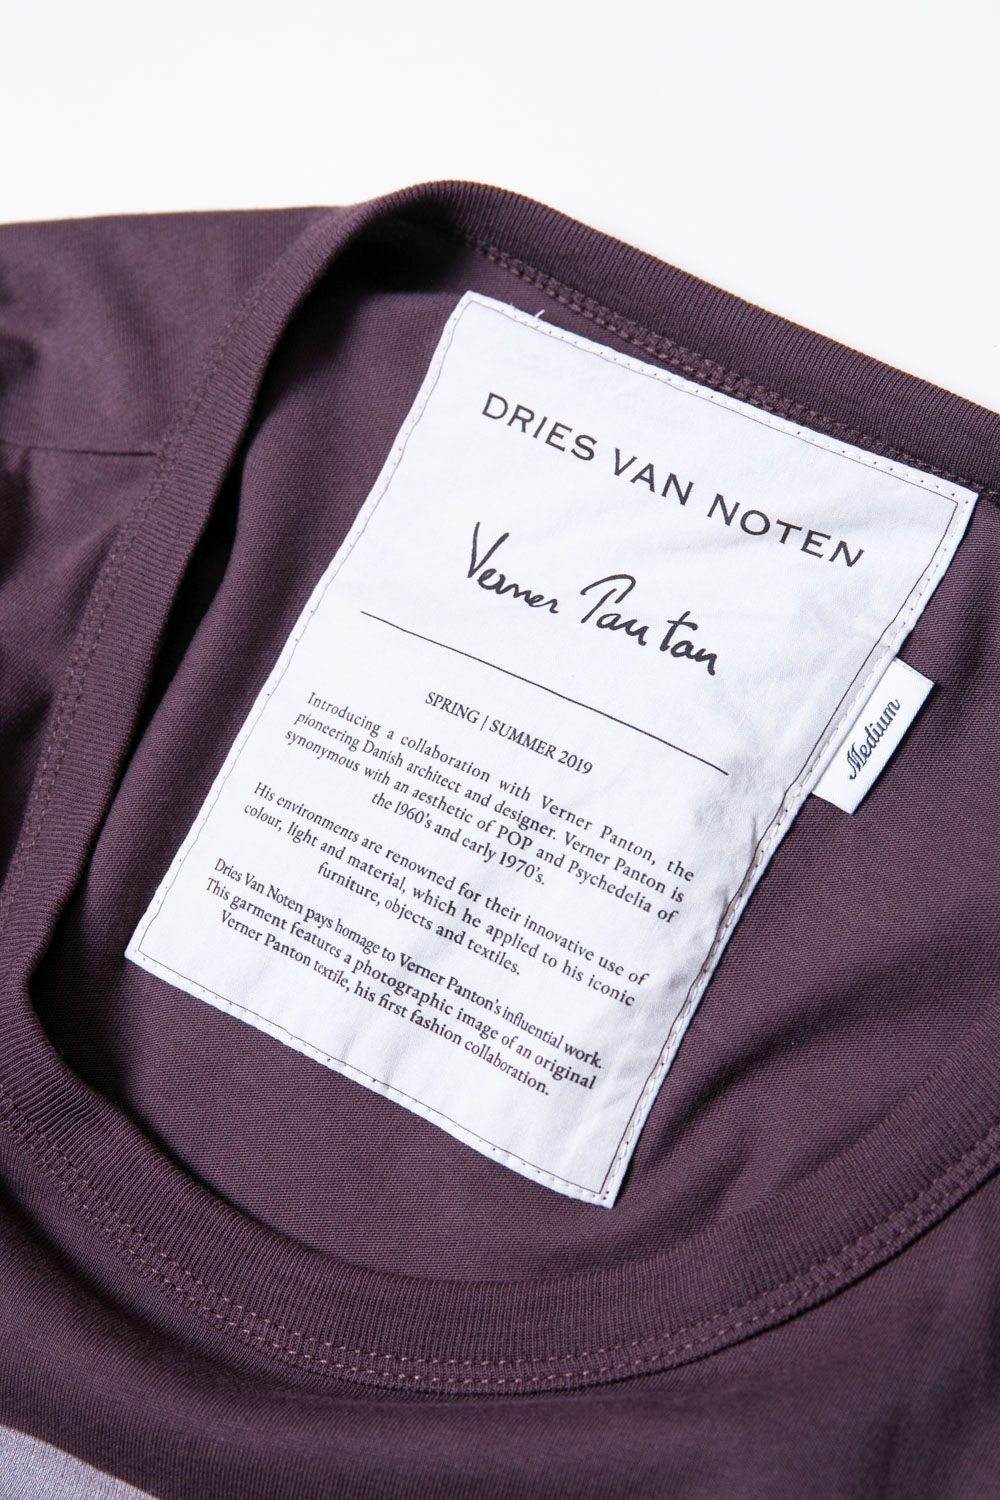 DRIES VAN NOTEN
Verner Panton
SPRING | SUMMER 2019
Introducing a collaboration with Verner Panton, the
pioneering Danish architect and designer. Verner Panton is
synonymous with an aesthetic of POP and Psychedelia of
the 1960's and early 1970's.
His environments are renowned for their innovative use of
colour, light and material, which he applied to his iconic
furniture, objects and textiles.
Dries Van Noten pays homage to Verner Panton's influential work.
This garment features a photographic image of an original
Verner Panton textile, his first fashion collaboration.
Medium